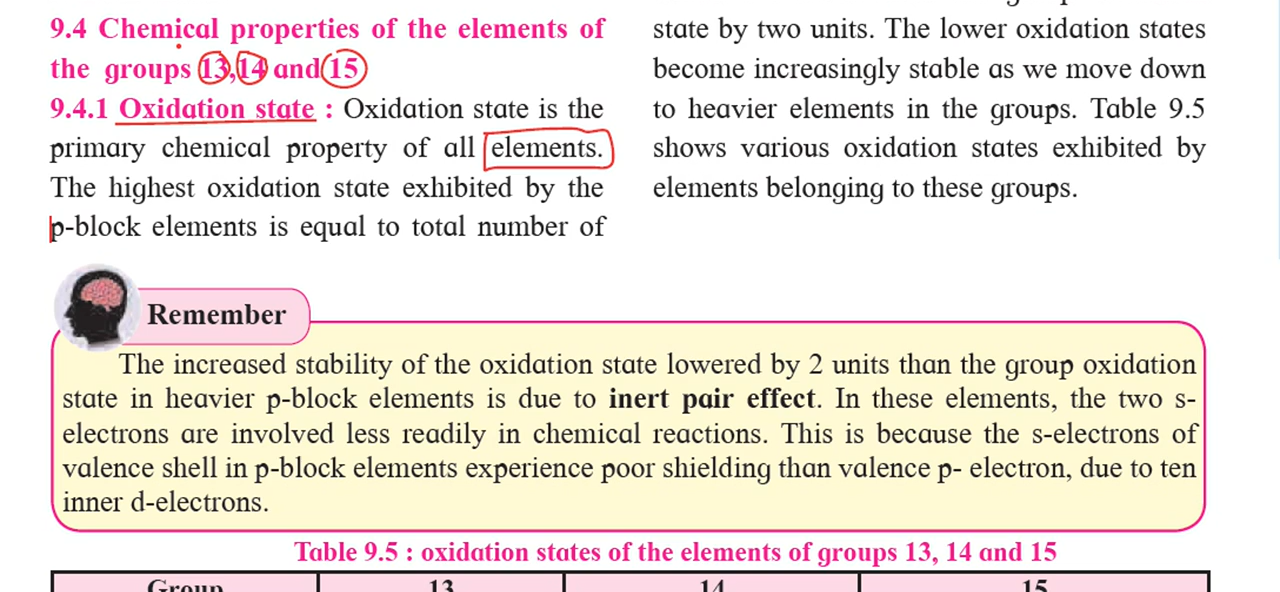 9.4 Chemical properties of the elements of
the groups 13,14 and 15
9.4.1 Oxidation state : Oxidation state is the
primary chemical property of all elements.
The highest oxidation state exhibited by the
p-block elements is equal to total number of
state by two units. The lower oxidation states
become increasingly stable as we move down
to heavier elements in the groups. Table 9.5
shows various oxidation states exhibited by
elements belonging to these groups.
Remember
The increased stability of the oxidation state lowered by 2 units than the group oxidation
state in heavier p-block elements is due to inert pair effect. In these elements, the two s-
electrons are involved less readily in chemical reactions. This is because the s-electrons of
valence shell in p-block elements experience poor shielding than valence p- electron, due to ten
inner d-electrons.
Table 9.5 : oxidation states of the elements of groups 13, 14 and 15
Group 13 14 15